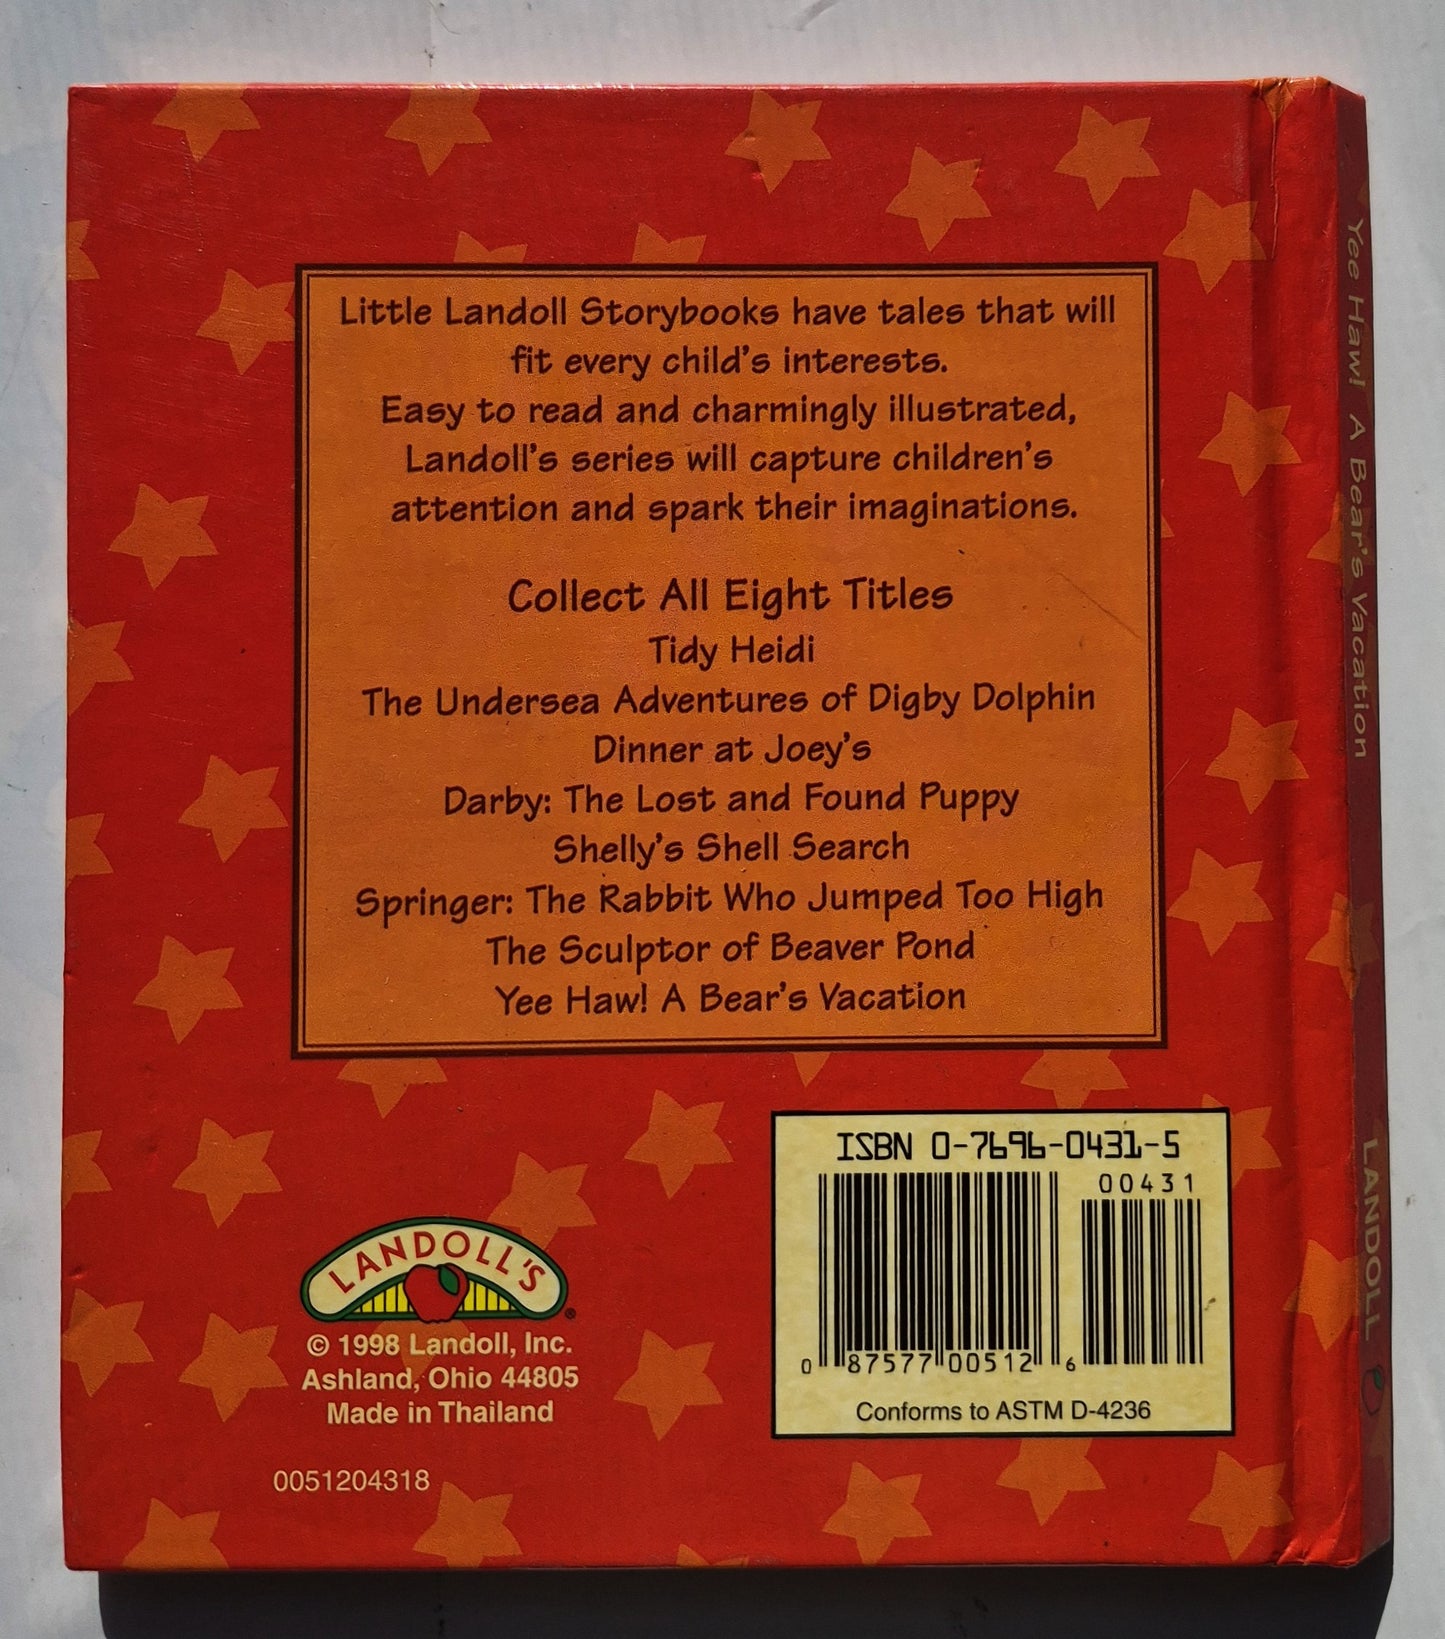 Little Landoll Storybooks have tales that will
fit every child's interests.
Easy to read and charmingly illustrated,
Landoll's series will capture children's
attention and spark their imaginations.
Collect All Eight Titles
Tidy Heidi
The Undersea Adventures of Digby Dolphin
Dinner at Joey's
Darby: The Lost and Found Puppy
Shelly's Shell Search
Springer: The Rabbit Who Jumped Too High
The Sculptor of Beaver Pond
Yee Haw! A Bear's Vacation
LANDOLL'S®
© 1998 Landoll, Inc.
Ashland, Ohio 44805
Made in Thailand
0051204318
ISBN 0-7696-0431-5
00431
0 87577 00512 6
Conforms to ASTM D-4236
Yee Haw! A Bear's Vacation
LANDOLL